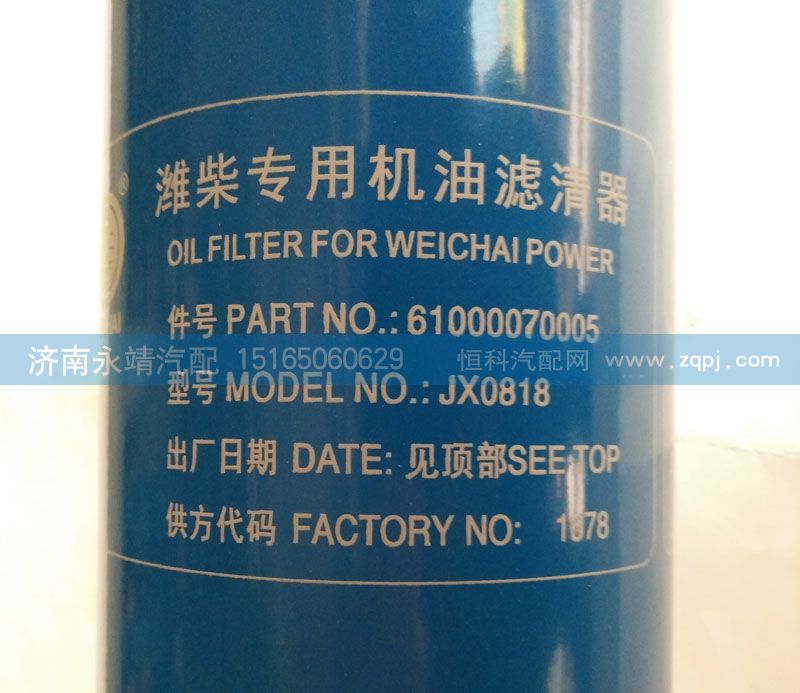 ®
潍柴专用机油滤清器
OIL FILTER FOR WEICHAI POWER
件号 PART NO.: 61000070005
济南永靖汽配 15165060629 恒科汽配网 www.zqpj.com
型号 MODEL NO.: JX0818
出厂日期 DATE: 见顶部SEE TOP
供方代码 FACTORY NO: 1678